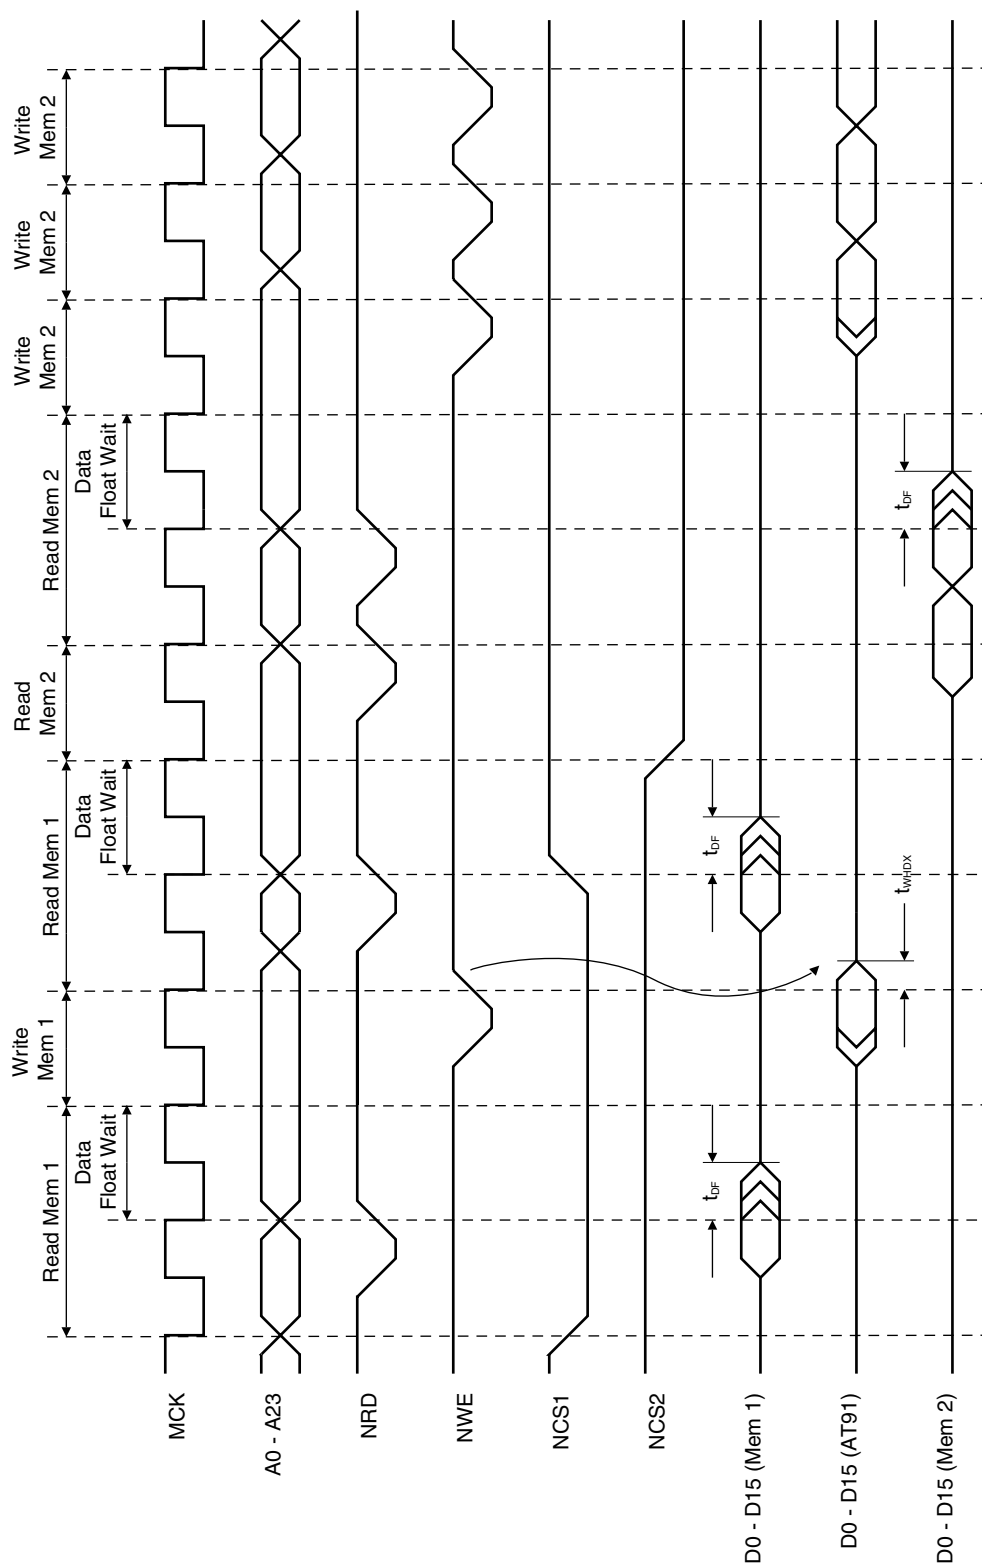 Read Mem 1
Write
Mem 1
Read Mem 1
Read
Mem 2
Read Mem 2
Write
Mem 2
Write
Mem 2
Write
Mem 2
Data
Float Wait
Data
Float Wait
Data
Float Wait
MCK
A0 - A23
NRD
NWE
NCS1
NCS2
D0 - D15 (Mem 1)
tDF
tDF
D0 - D15 (AT91)
tWHDX
D0 - D15 (Mem 2)
tDF